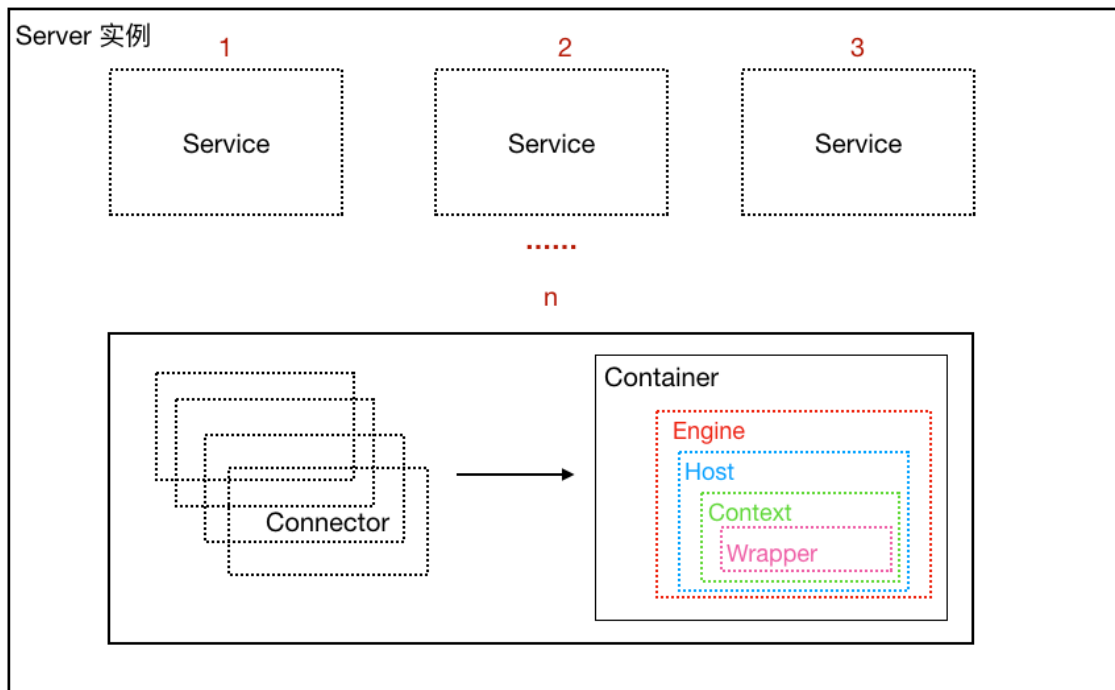 Server 实例
1
2
3
Service
Service
Service
......
n
Connector
Container
Engine
Host
Context
Wrapper